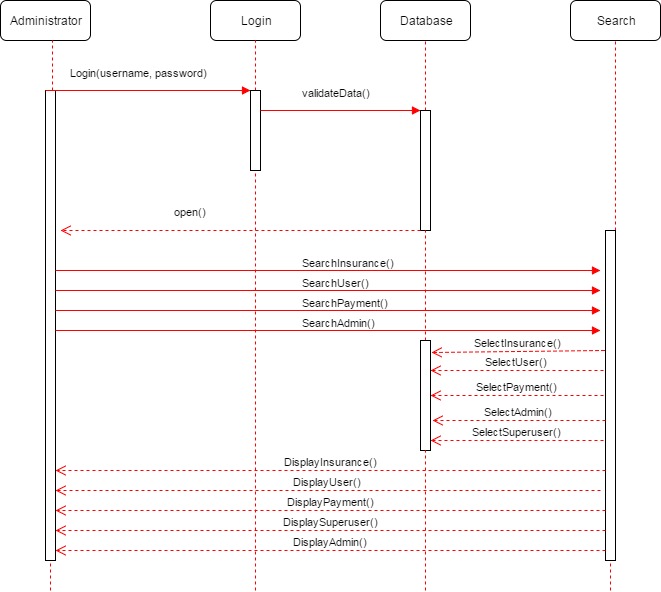 Administrator
Login
Database
Search
Login(username, password)
validateData()
open()
SearchInsurance()
SearchUser()
SearchPayment()
SearchAdmin()
SelectInsurance()
SelectUser()
SelectPayment()
SelectAdmin()
SelectSuperuser()
DisplayInsurance()
DisplayUser()
DisplayPayment()
DisplaySuperuser()
DisplayAdmin()